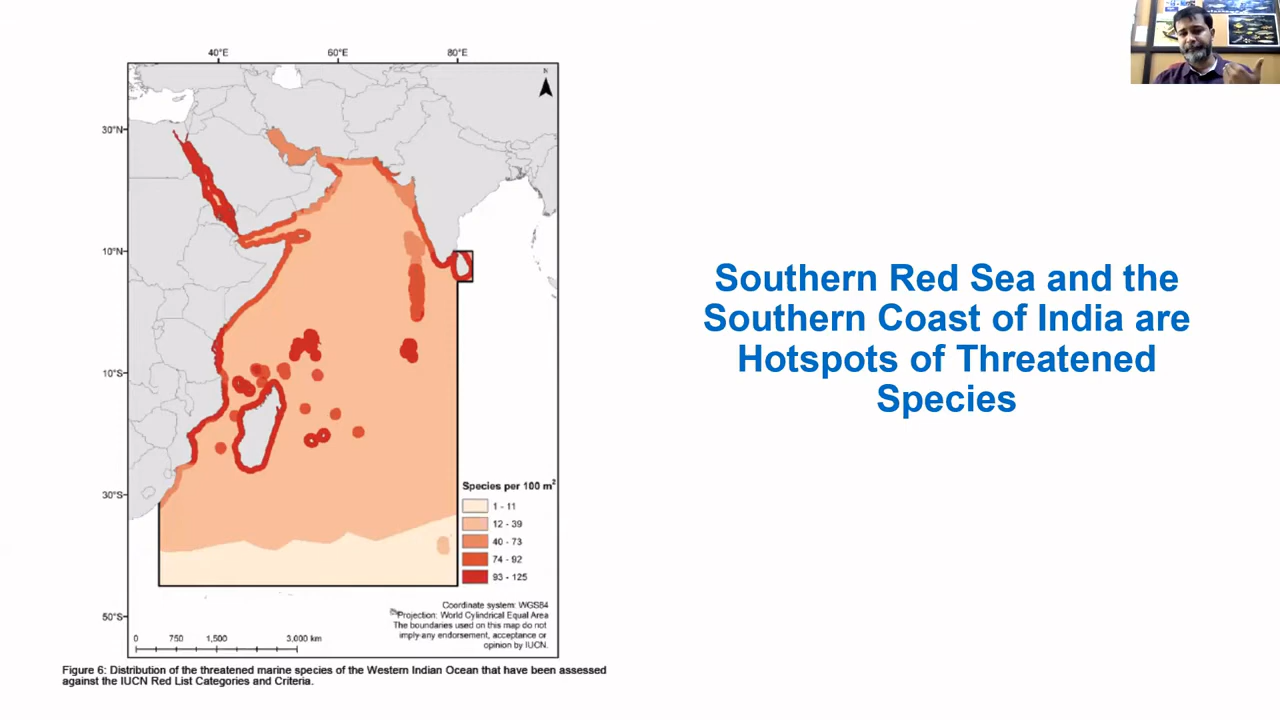 40°E 60°E 80°E
N
30°N
10°N
10°S
30°S
50°S
Species per 100 m²
1 - 11
12 - 39
40 - 73
74 - 92
93 - 125
Coordinate system: WGS84
Projection: World Cylindrical Equal Area
The boundaries used on this map do not
imply any endorsement, acceptance or
opinion by IUCN.
0 750 1,500 3,000 km
Figure 6: Distribution of the threatened marine species of the Western Indian Ocean that have been assessed
against the IUCN Red List Categories and Criteria.
Southern Red Sea and the
Southern Coast of India are
Hotspots of Threatened
Species